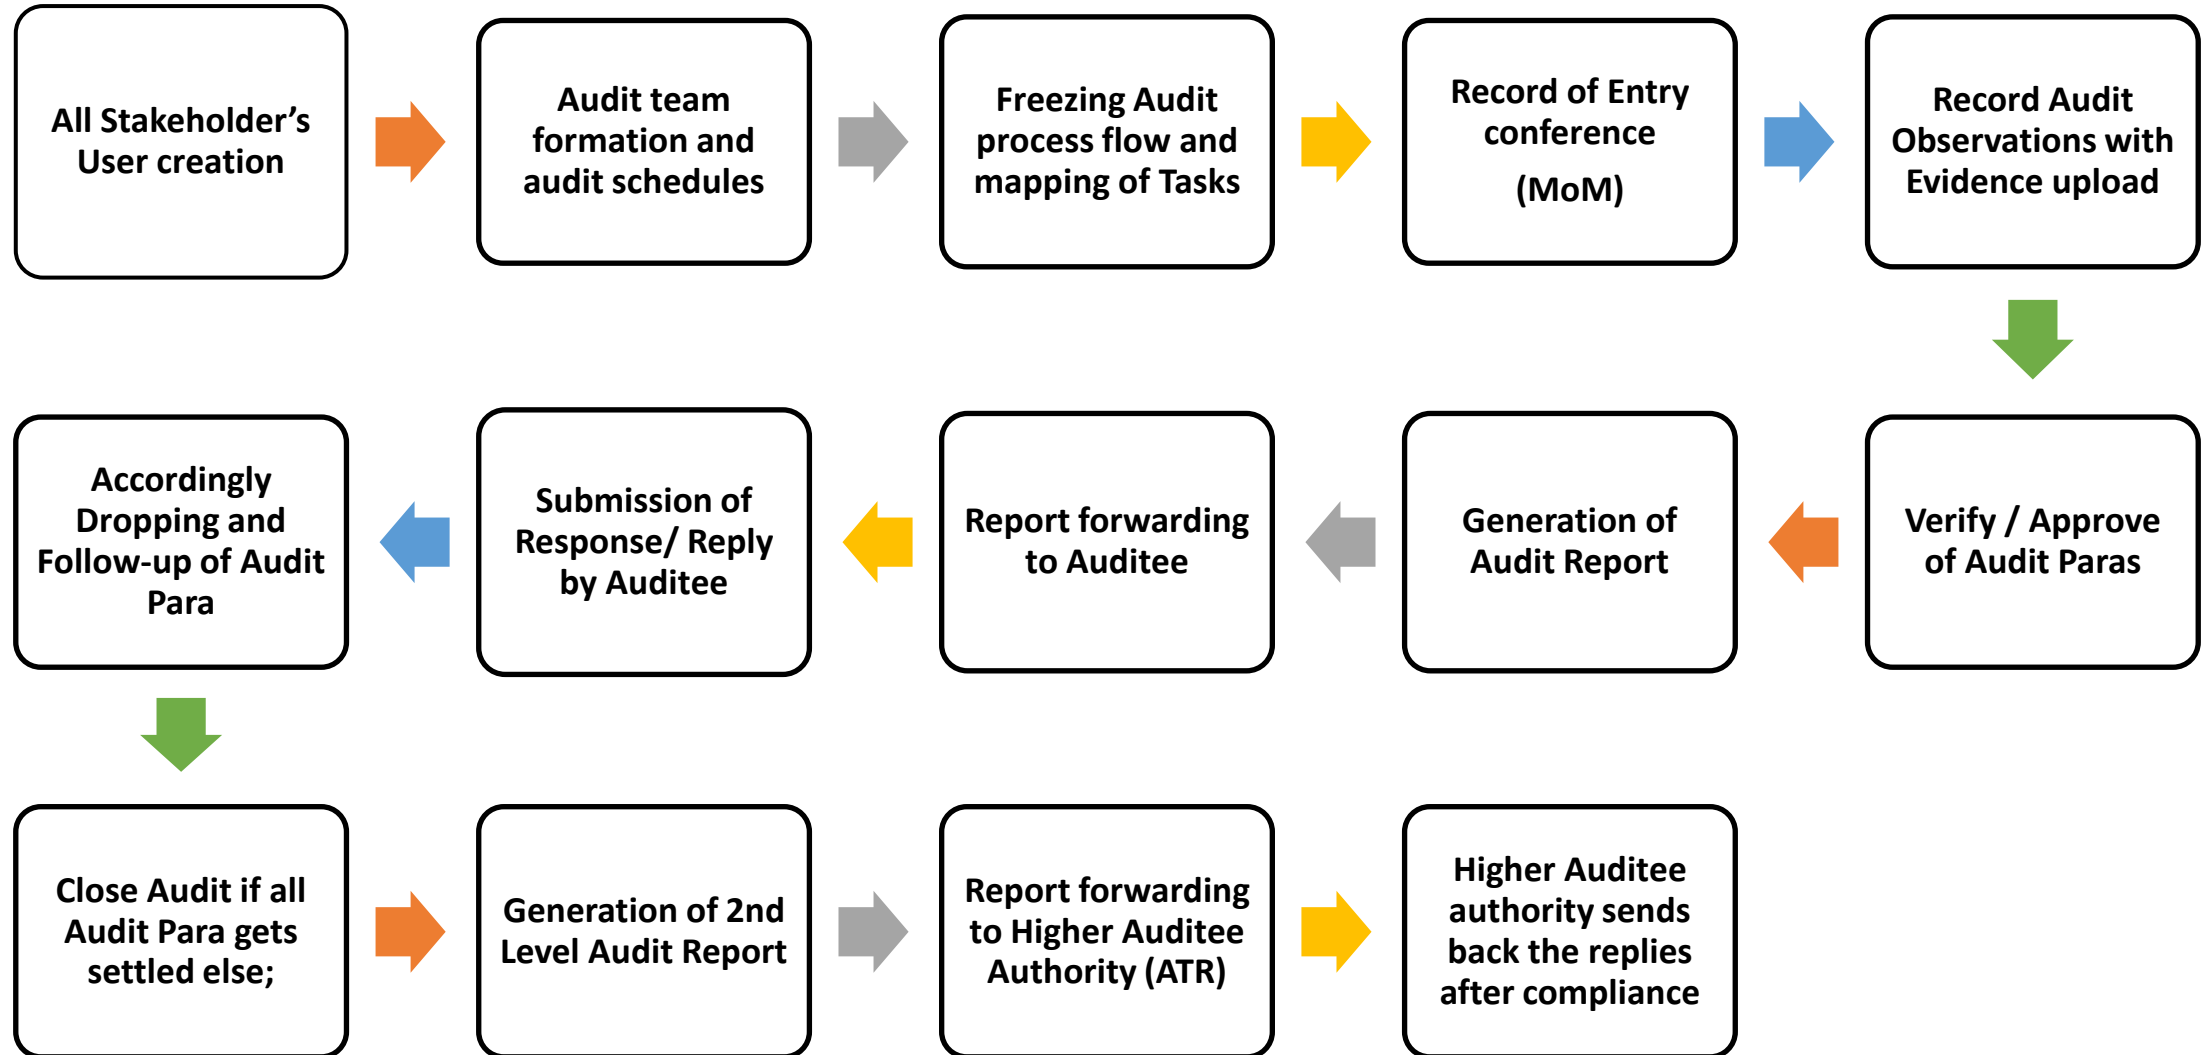 All Stakeholder’s
User creation
Audit team
formation and
audit schedules
Freezing Audit
process flow and
mapping of Tasks
Record of Entry
conference
(MoM)
Record Audit
Observations with
Evidence upload
Accordingly
Dropping and
Follow-up of Audit
Para
Submission of
Response/ Reply
by Auditee
Report forwarding
to Auditee
Generation of
Audit Report
Verify / Approve
of Audit Paras
Close Audit if all
Audit Para gets
settled else;
Generation of 2nd
Level Audit Report
Report forwarding
to Higher Auditee
Authority (ATR)
Higher Auditee
authority sends
back the replies
after compliance